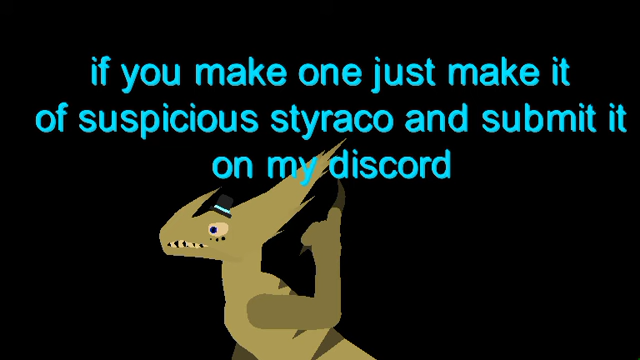 if you make one just make it
of suspicious styraco and submit it
on my discord